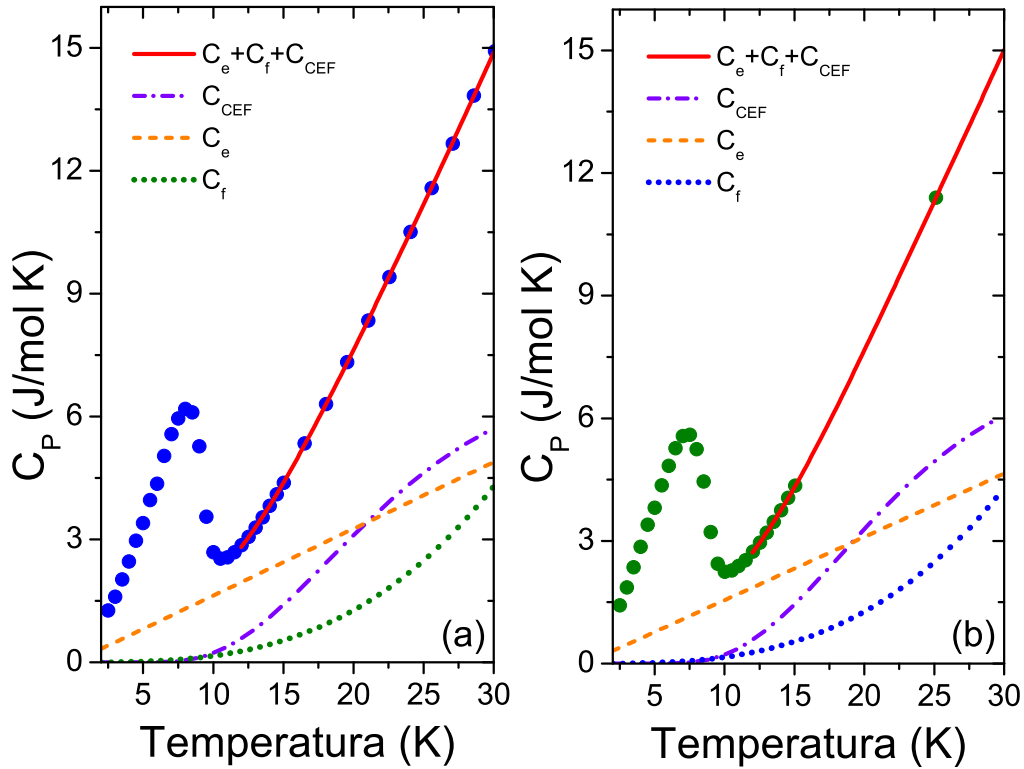 15
12
9
6
3
0
C_P (J/mol K)
C_e+C_f+C_CEF
C_CEF
C_e
C_f
(a)
5 10 15 20 25 30
Temperatura (K)
15
12
9
6
3
0
C_P (J/mol K)
C_e+C_f+C_CEF
C_CEF
C_e
C_f
(b)
5 10 15 20 25 30
Temperatura (K)